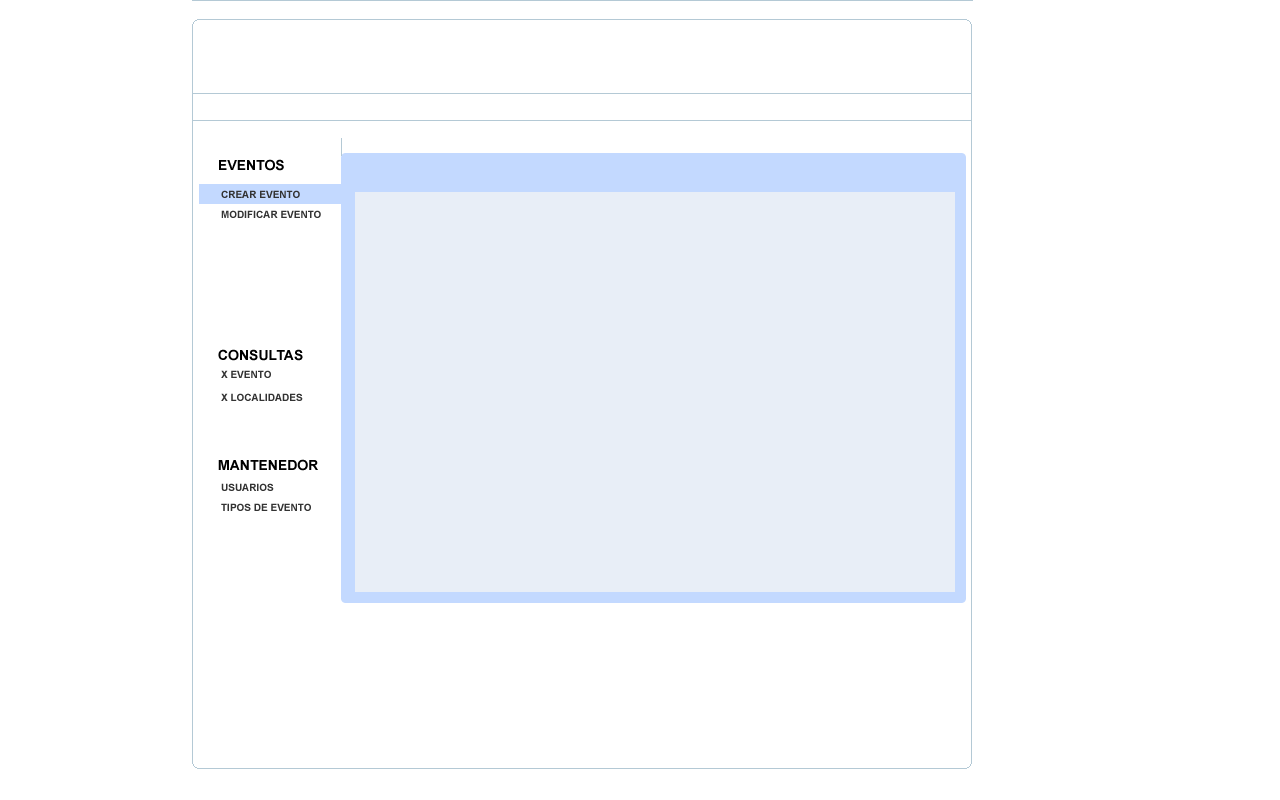 EVENTOS
CREAR EVENTO
MODIFICAR EVENTO
CONSULTAS
X EVENTO
X LOCALIDADES
MANTENEDOR
USUARIOS
TIPOS DE EVENTO